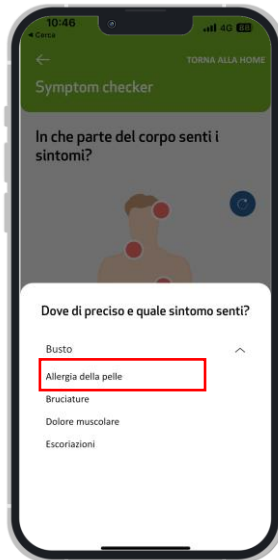 10:46
4G 88
◀ Cerca
← TORNA ALLA HOME
Symptom checker
In che parte del corpo senti i
sintomi?
Dove di preciso e quale sintomo senti?
Busto
Allergia della pelle
Bruciature
Dolore muscolare
Escoriazioni